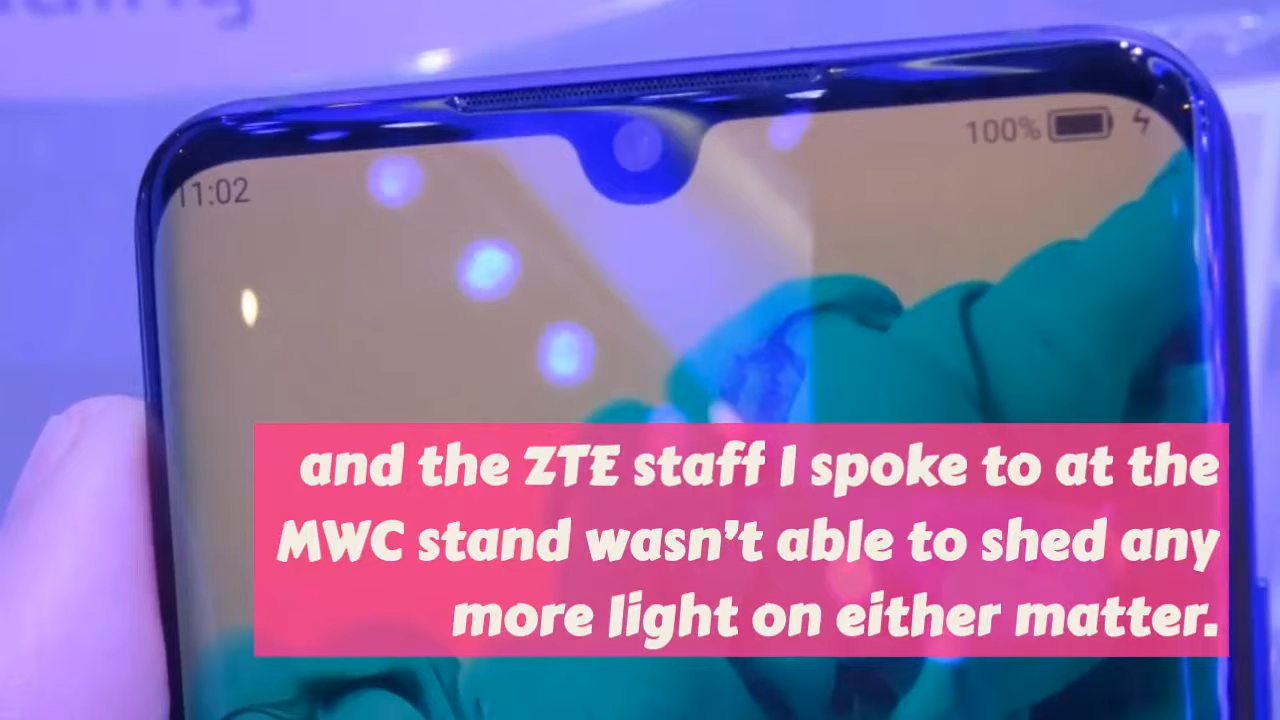 11:02
100%
and the ZTE staff I spoke to at the
MWC stand wasn't able to shed any
more light on either matter.